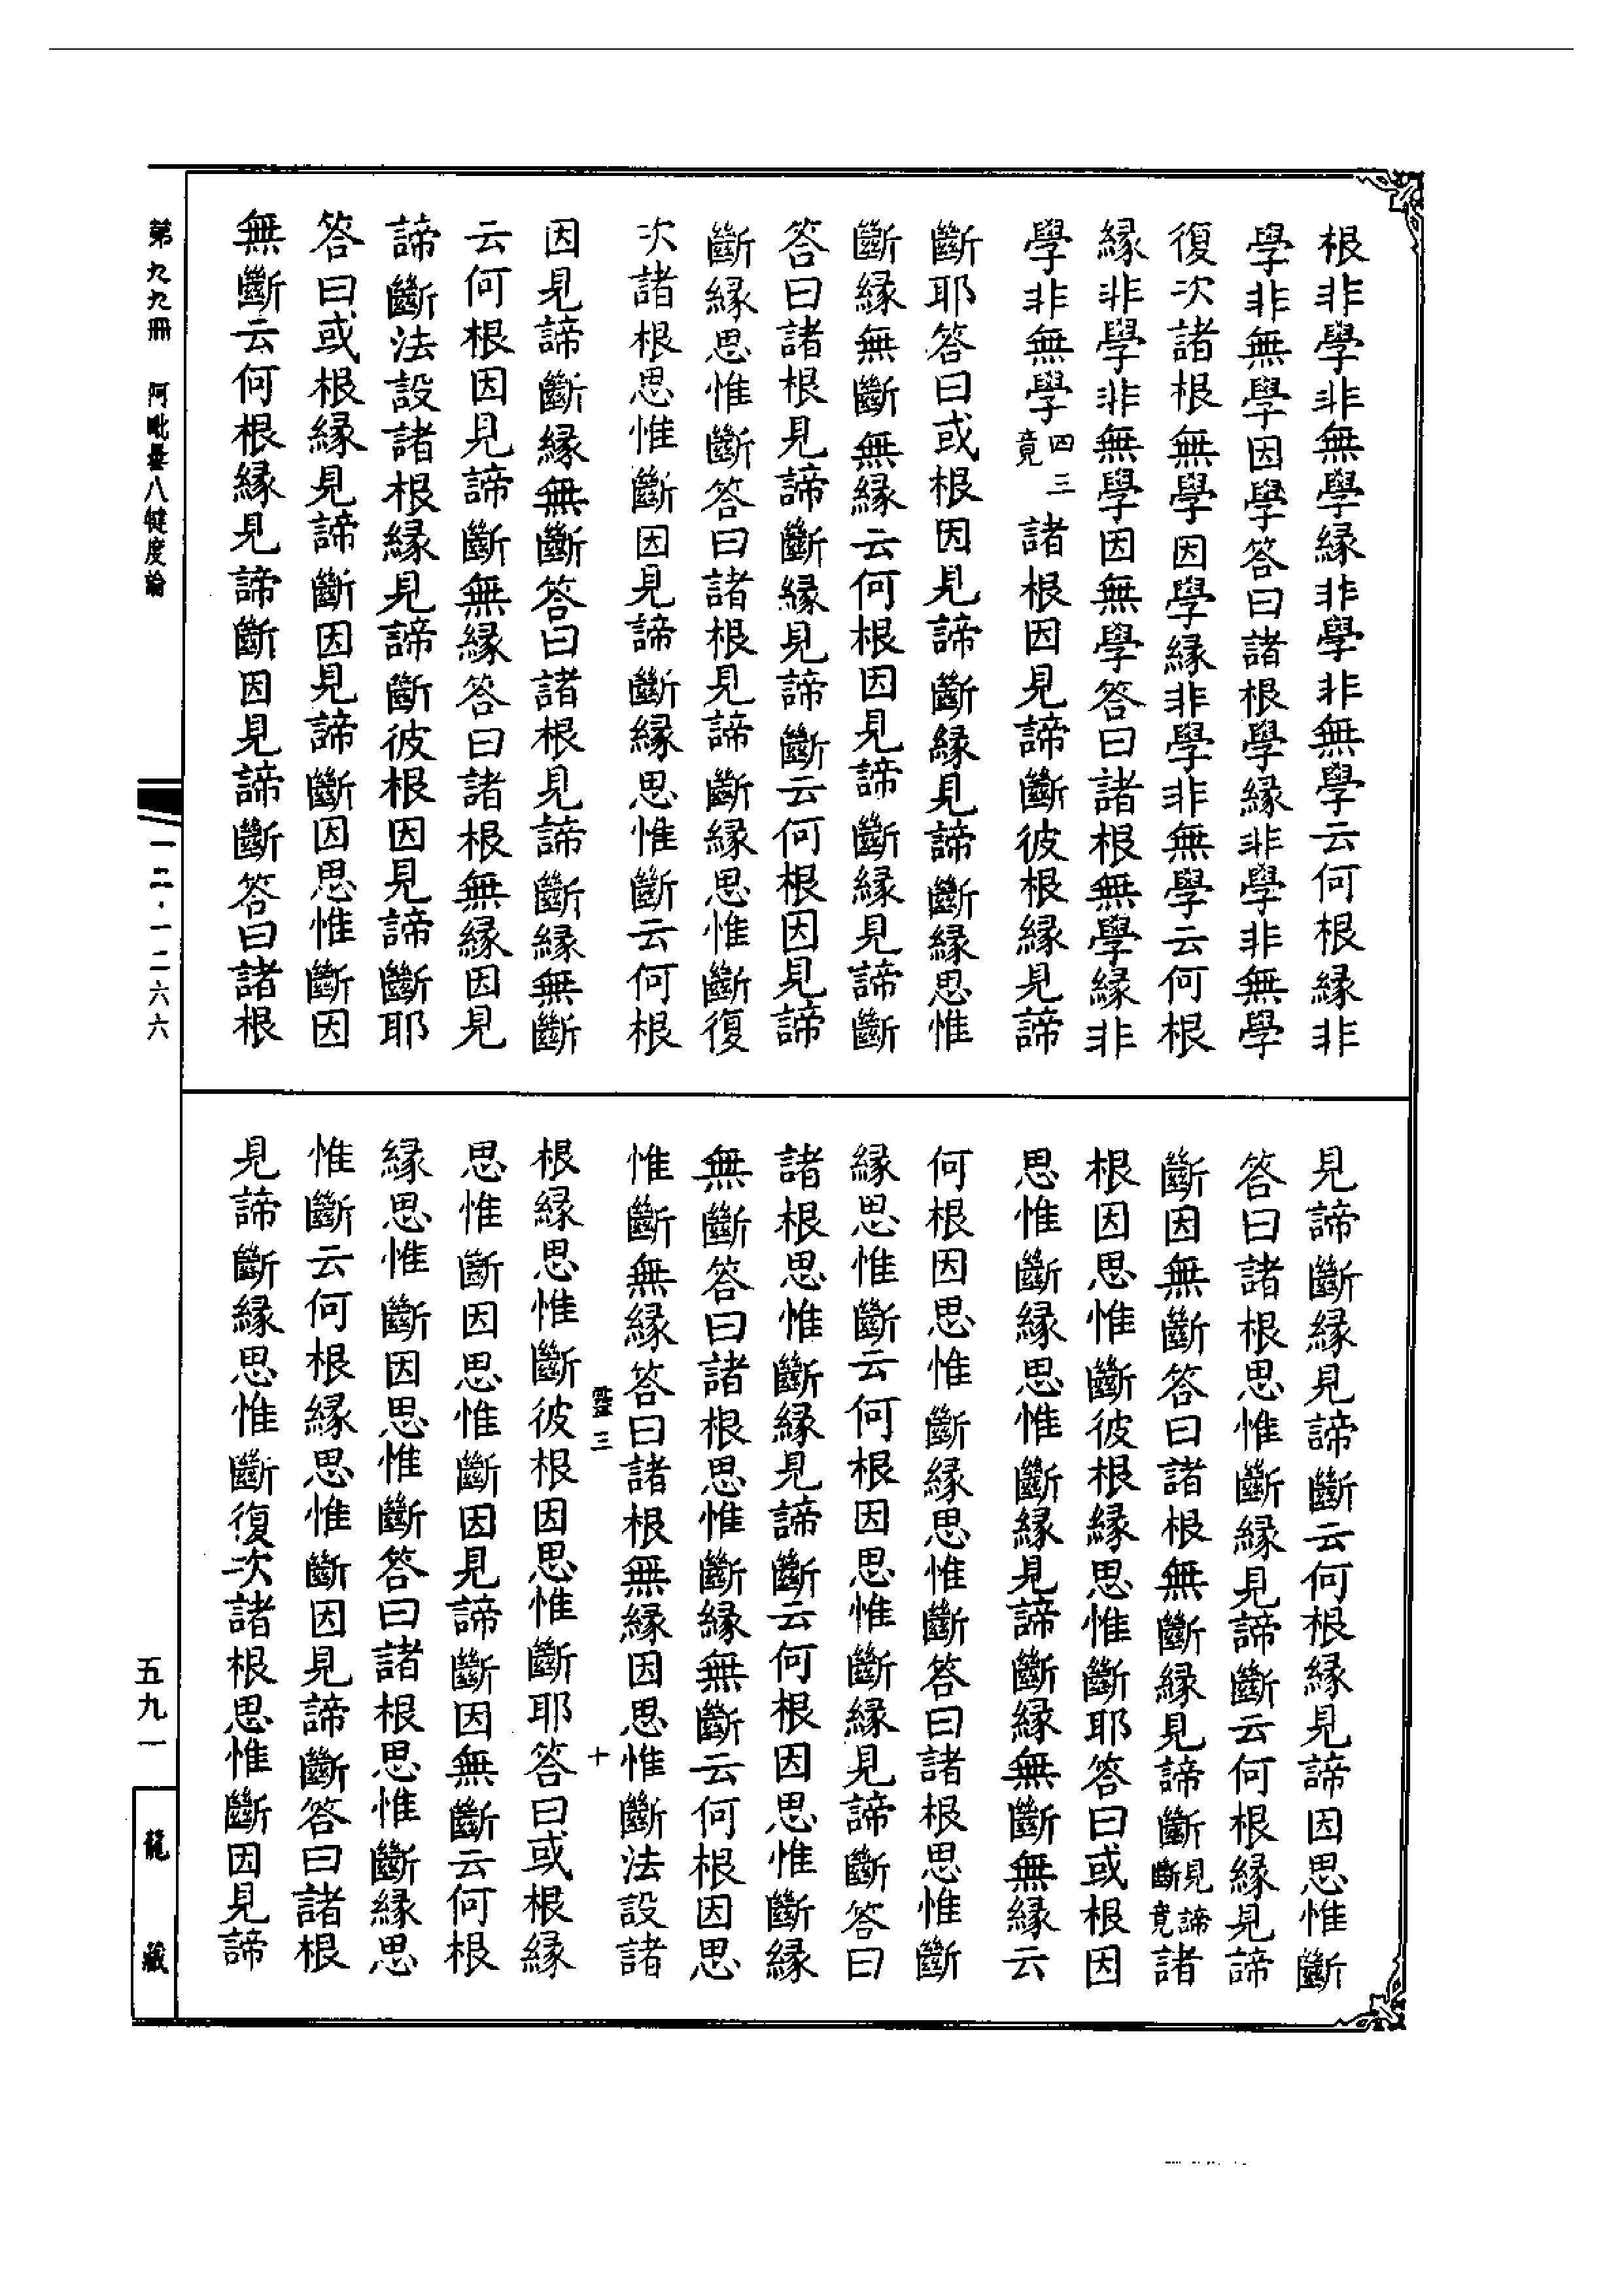 根非學非無學緣非學非無學云何根緣非
學非無學因學答曰諸根學緣非學非無學
復次諸根無學因學緣非學非無學云何根
緣非學非無學因無學答曰諸根無學緣非
學非無學四三竟諸根因見諦斷彼根緣見諦
斷耶答曰或根因見諦斷緣見諦斷緣思惟
斷緣無斷無緣云何根因見諦斷緣見諦斷
答曰諸根見諦斷緣見諦斷云何根因見諦
斷緣思惟斷答曰諸根見諦斷緣思惟斷復
次諸根思惟斷因見諦斷緣思惟斷云何根
因見諦斷緣無斷答曰諸根見諦斷緣無斷
云何根因見諦斷無緣答曰諸根無緣因見
諦斷法設諸根緣見諦斷彼根因見諦斷耶
答曰或根緣見諦斷因見諦斷因思惟斷因
無斷云何根緣見諦斷因見諦斷答曰諸根
見諦斷緣見諦斷云何根緣見諦因思惟斷
答曰諸根思惟斷緣見諦斷云何根緣見諦
斷因無斷答曰諸根無斷緣見諦斷見諦斷竟諸
根因思惟斷彼根緣思惟斷耶答曰或根因
思惟斷緣思惟斷緣見諦斷緣無斷無緣云
何根因思惟斷緣思惟斷答曰諸根思惟斷
緣思惟斷云何根因思惟斷緣見諦斷答曰
諸根思惟斷緣見諦斷云何根因思惟斷緣
無斷答曰諸根思惟斷緣無斷云何根因思
惟斷無緣答曰諸根無緣因思惟斷法設諸
靈三 十
根緣思惟斷彼根因思惟斷耶答曰或根緣
思惟斷因思惟斷因見諦斷因無斷云何根
緣思惟斷因思惟斷答曰諸根思惟斷緣思
惟斷云何根緣思惟斷因見諦斷答曰諸根
見諦斷緣思惟斷復次諸根思惟斷因見諦
第九九冊 阿毗曇八犍度論
一二·一二六六
五九一
龍藏